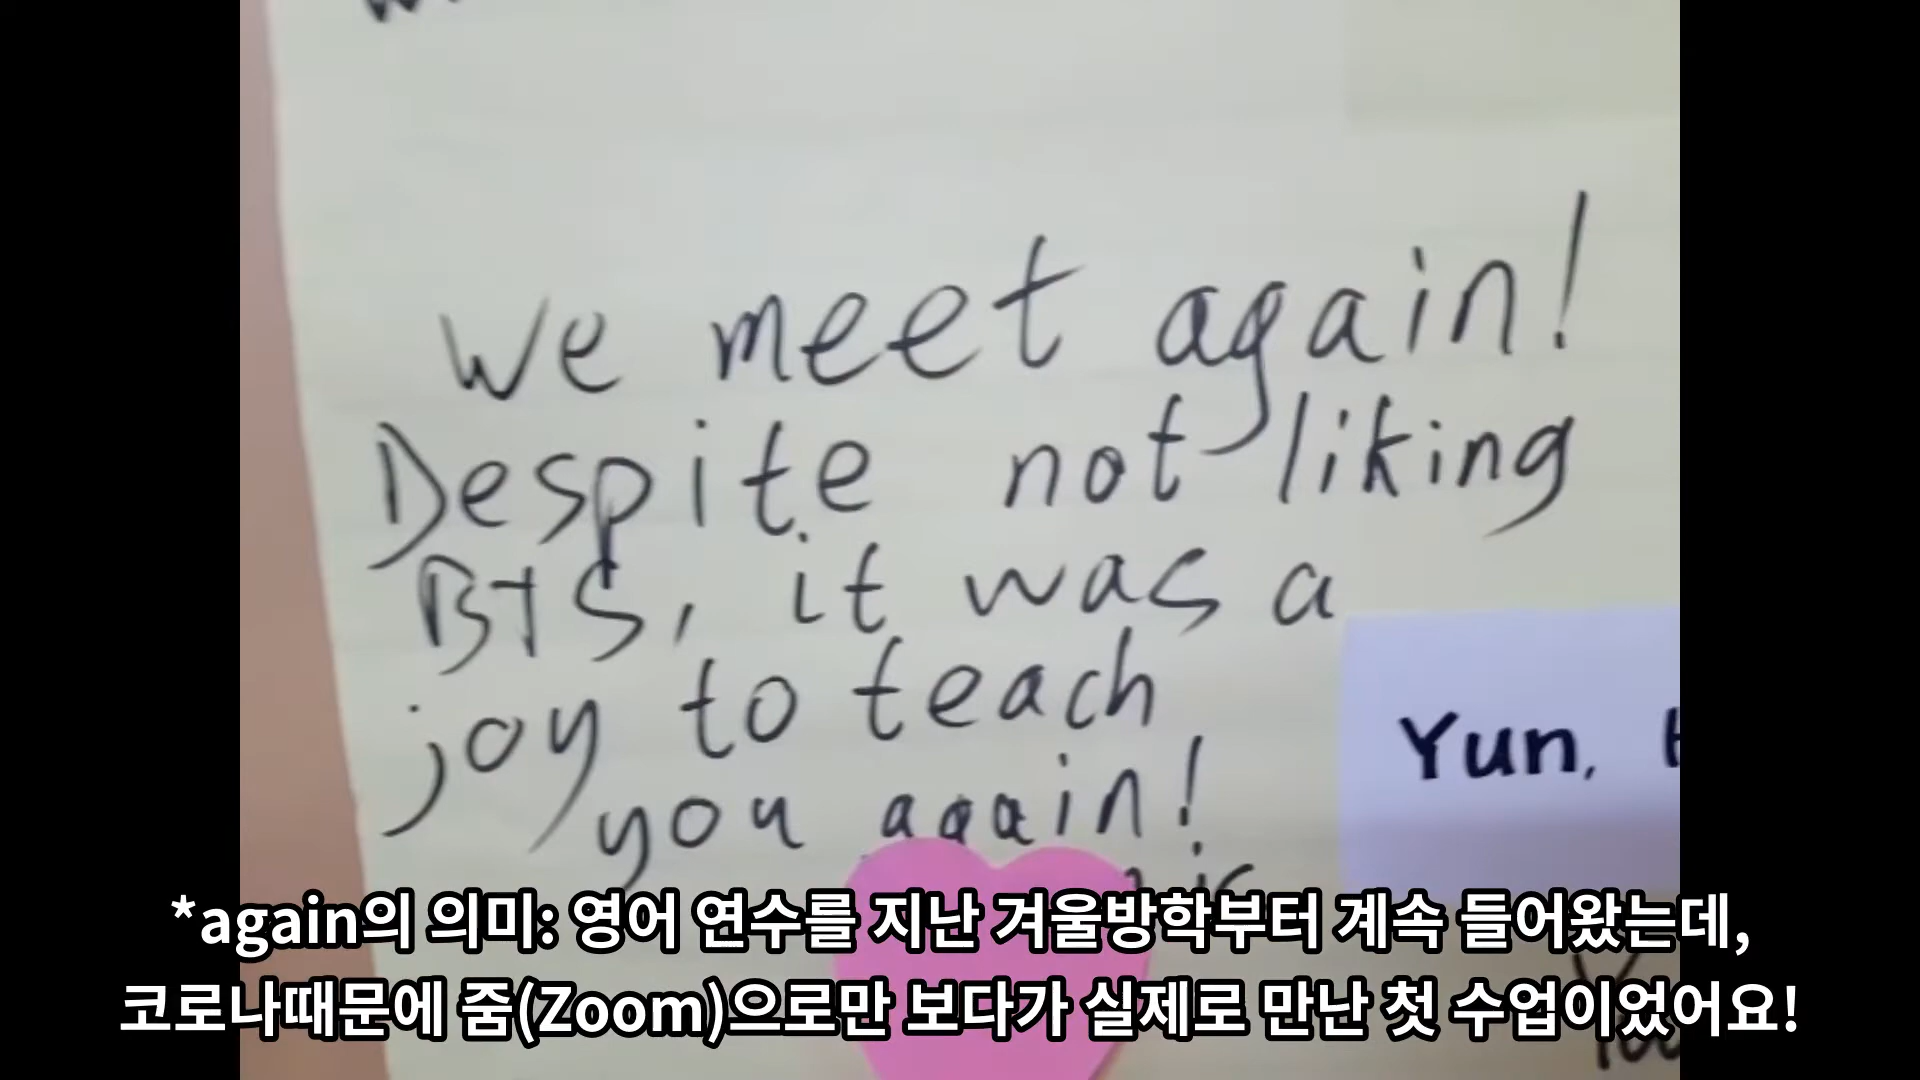 We meet again!
Despite not liking
BTS, it was a
joy to teach
you again!
Yun,
*again의 의미: 영어 연수를 지난 겨울방학부터 계속 들어왔는데,
코로나때문에 줌(Zoom)으로만 보다가 실제로 만난 첫 수업이었어요!